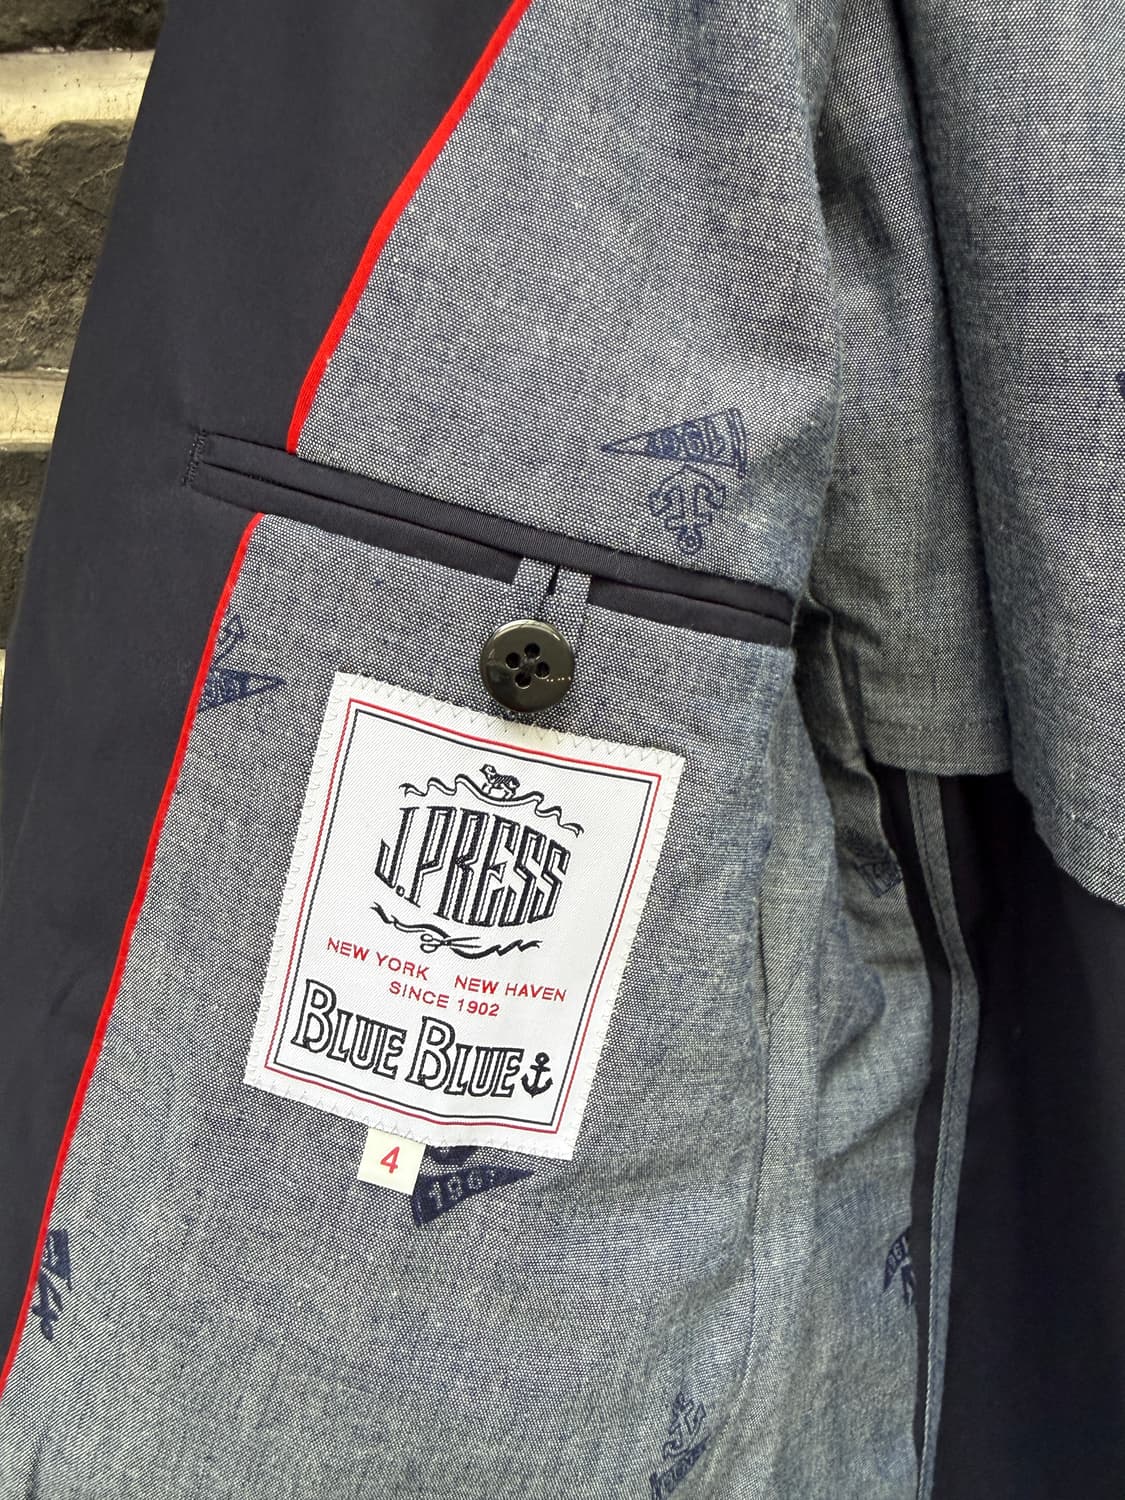 J.PRESS
NEW YORK NEW HAVEN
SINCE 1902
BLUE BLUE
4